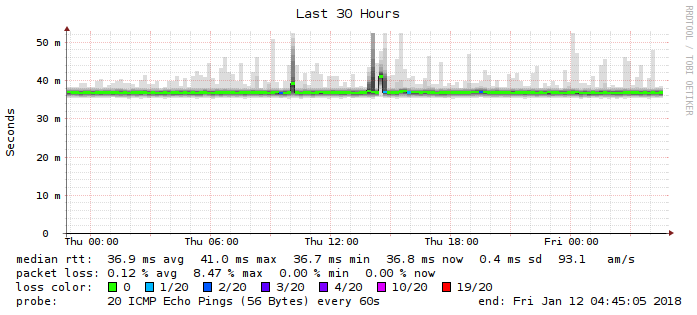 Last 30 Hours
RRDTOOL / TOBI OETIKER
Seconds
50 m
40 m
30 m
20 m
10 m
0
Thu 00:00 Thu 06:00 Thu 12:00 Thu 18:00 Fri 00:00
median rtt: 36.9 ms avg 41.0 ms max 36.7 ms min 36.8 ms now 0.4 ms sd 93.1 am/s
packet loss: 0.12 % avg 8.47 % max 0.00 % min 0.00 % now
loss color: 0 1/20 2/20 3/20 4/20 10/20 19/20
probe: 20 ICMP Echo Pings (56 Bytes) every 60s end: Fri Jan 12 04:45:05 2018